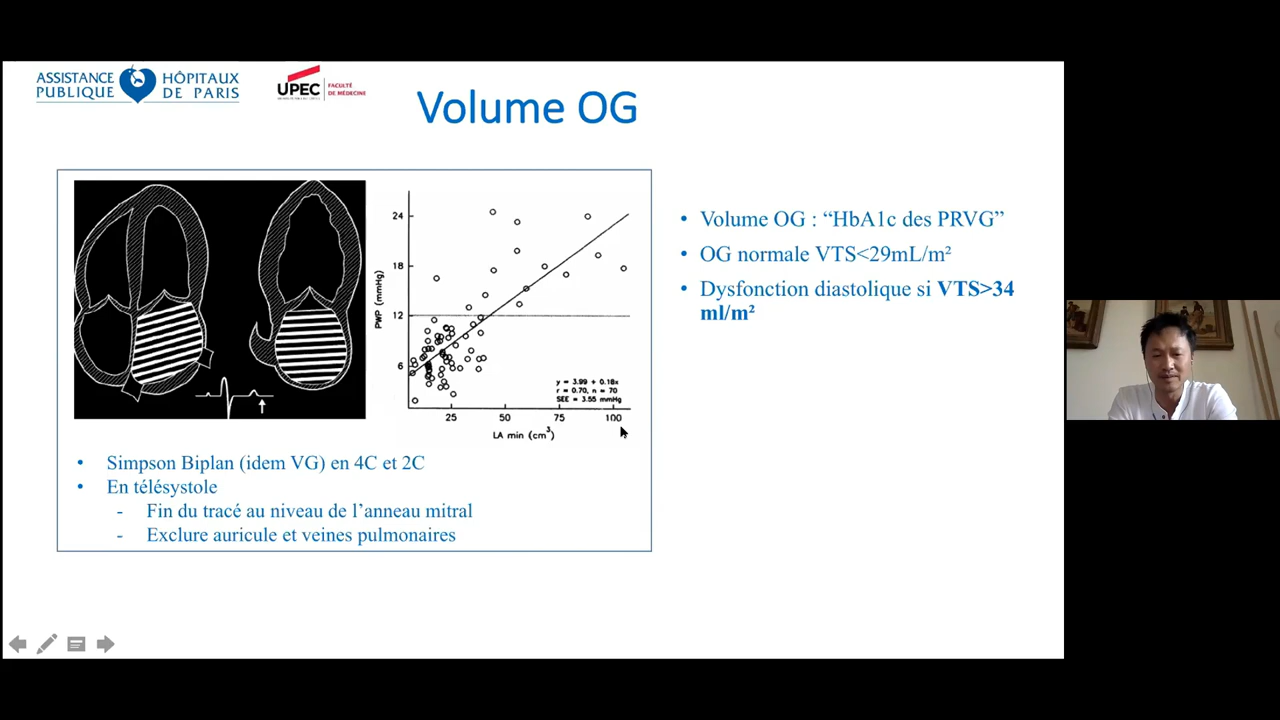 ASSISTANCE PUBLIQUE
HÔPITAUX DE PARIS
UPEC
FACULTÉ DE MÉDECINE
Volume OG
PWP (mmHg)
24
18
12
6
y = 3.99 + 0.18x
r = 0.70, n = 70
SEE = 3.55 mmHg
25 50 75 100
LA min (cm³)
• Simpson Biplan (idem VG) en 4C et 2C
• En télésystole
- Fin du tracé au niveau de l’anneau mitral
- Exclure auricule et veines pulmonaires
• Volume OG : “HbA1c des PRVG”
• OG normale VTS<29mL/m²
• Dysfonction diastolique si VTS>34
ml/m²